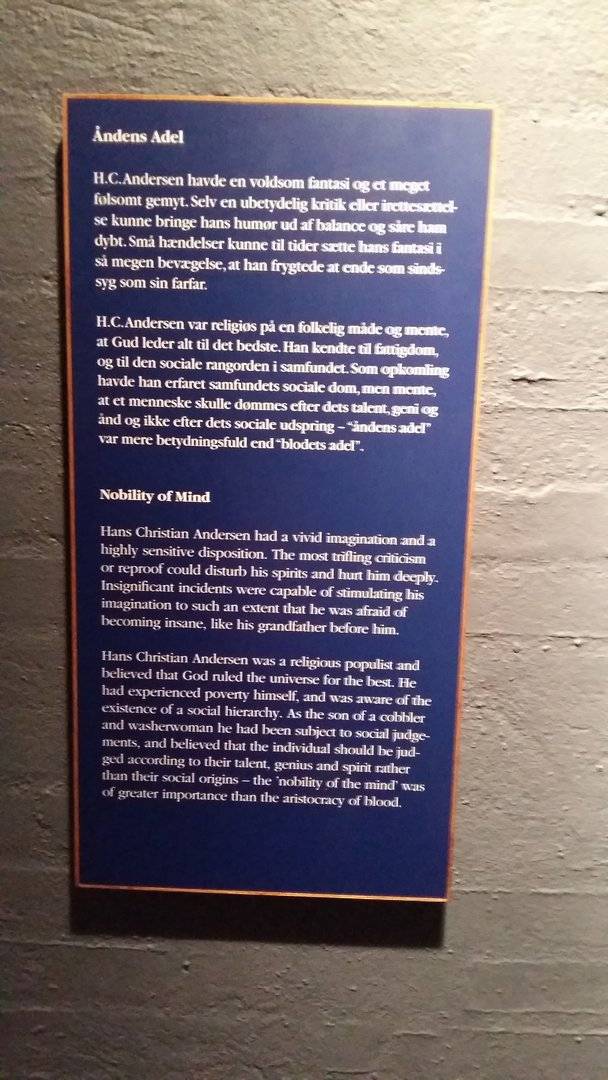 Åndens Adel
H.C.Andersen havde en voldsom fantasi og et meget
følsomt gemyt. Selv en ubetydelig kritik eller irettesættel-
se kunne bringe hans humør ud af balance og såre ham
dybt. Små hændelser kunne til tider sætte hans fantasi i
så megen bevægelse, at han frygtede at ende som sinds-
syg som sin farfar.
H.C.Andersen var religiøs på en folkelig måde og mente,
at Gud leder alt til det bedste. Han kendte til fattigdom,
og til den sociale rangorden i samfundet. Som opkomling
havde han erfaret samfundets sociale dom, men mente,
at et menneske skulle dømmes efter dets talent, geni og
ånd og ikke efter dets sociale udspring – "åndens adel"
var mere betydningsfuld end "blodets adel".
Nobility of Mind
Hans Christian Andersen had a vivid imagination and a
highly sensitive disposition. The most trifling criticism
or reproof could disturb his spirits and hurt him deeply.
Insignificant incidents were capable of stimulating his
imagination to such an extent that he was afraid of
becoming insane, like his grandfather before him.
Hans Christian Andersen was a religious populist and
believed that God ruled the universe for the best. He
had experienced poverty himself, and was aware of the
existence of a social hierarchy. As the son of a cobbler
and washerwoman he had been subject to social judge-
ments, and believed that the individual should be jud-
ged according to their talent, genius and spirit rather
than their social origins – the 'nobility of the mind' was
of greater importance than the aristocracy of blood.